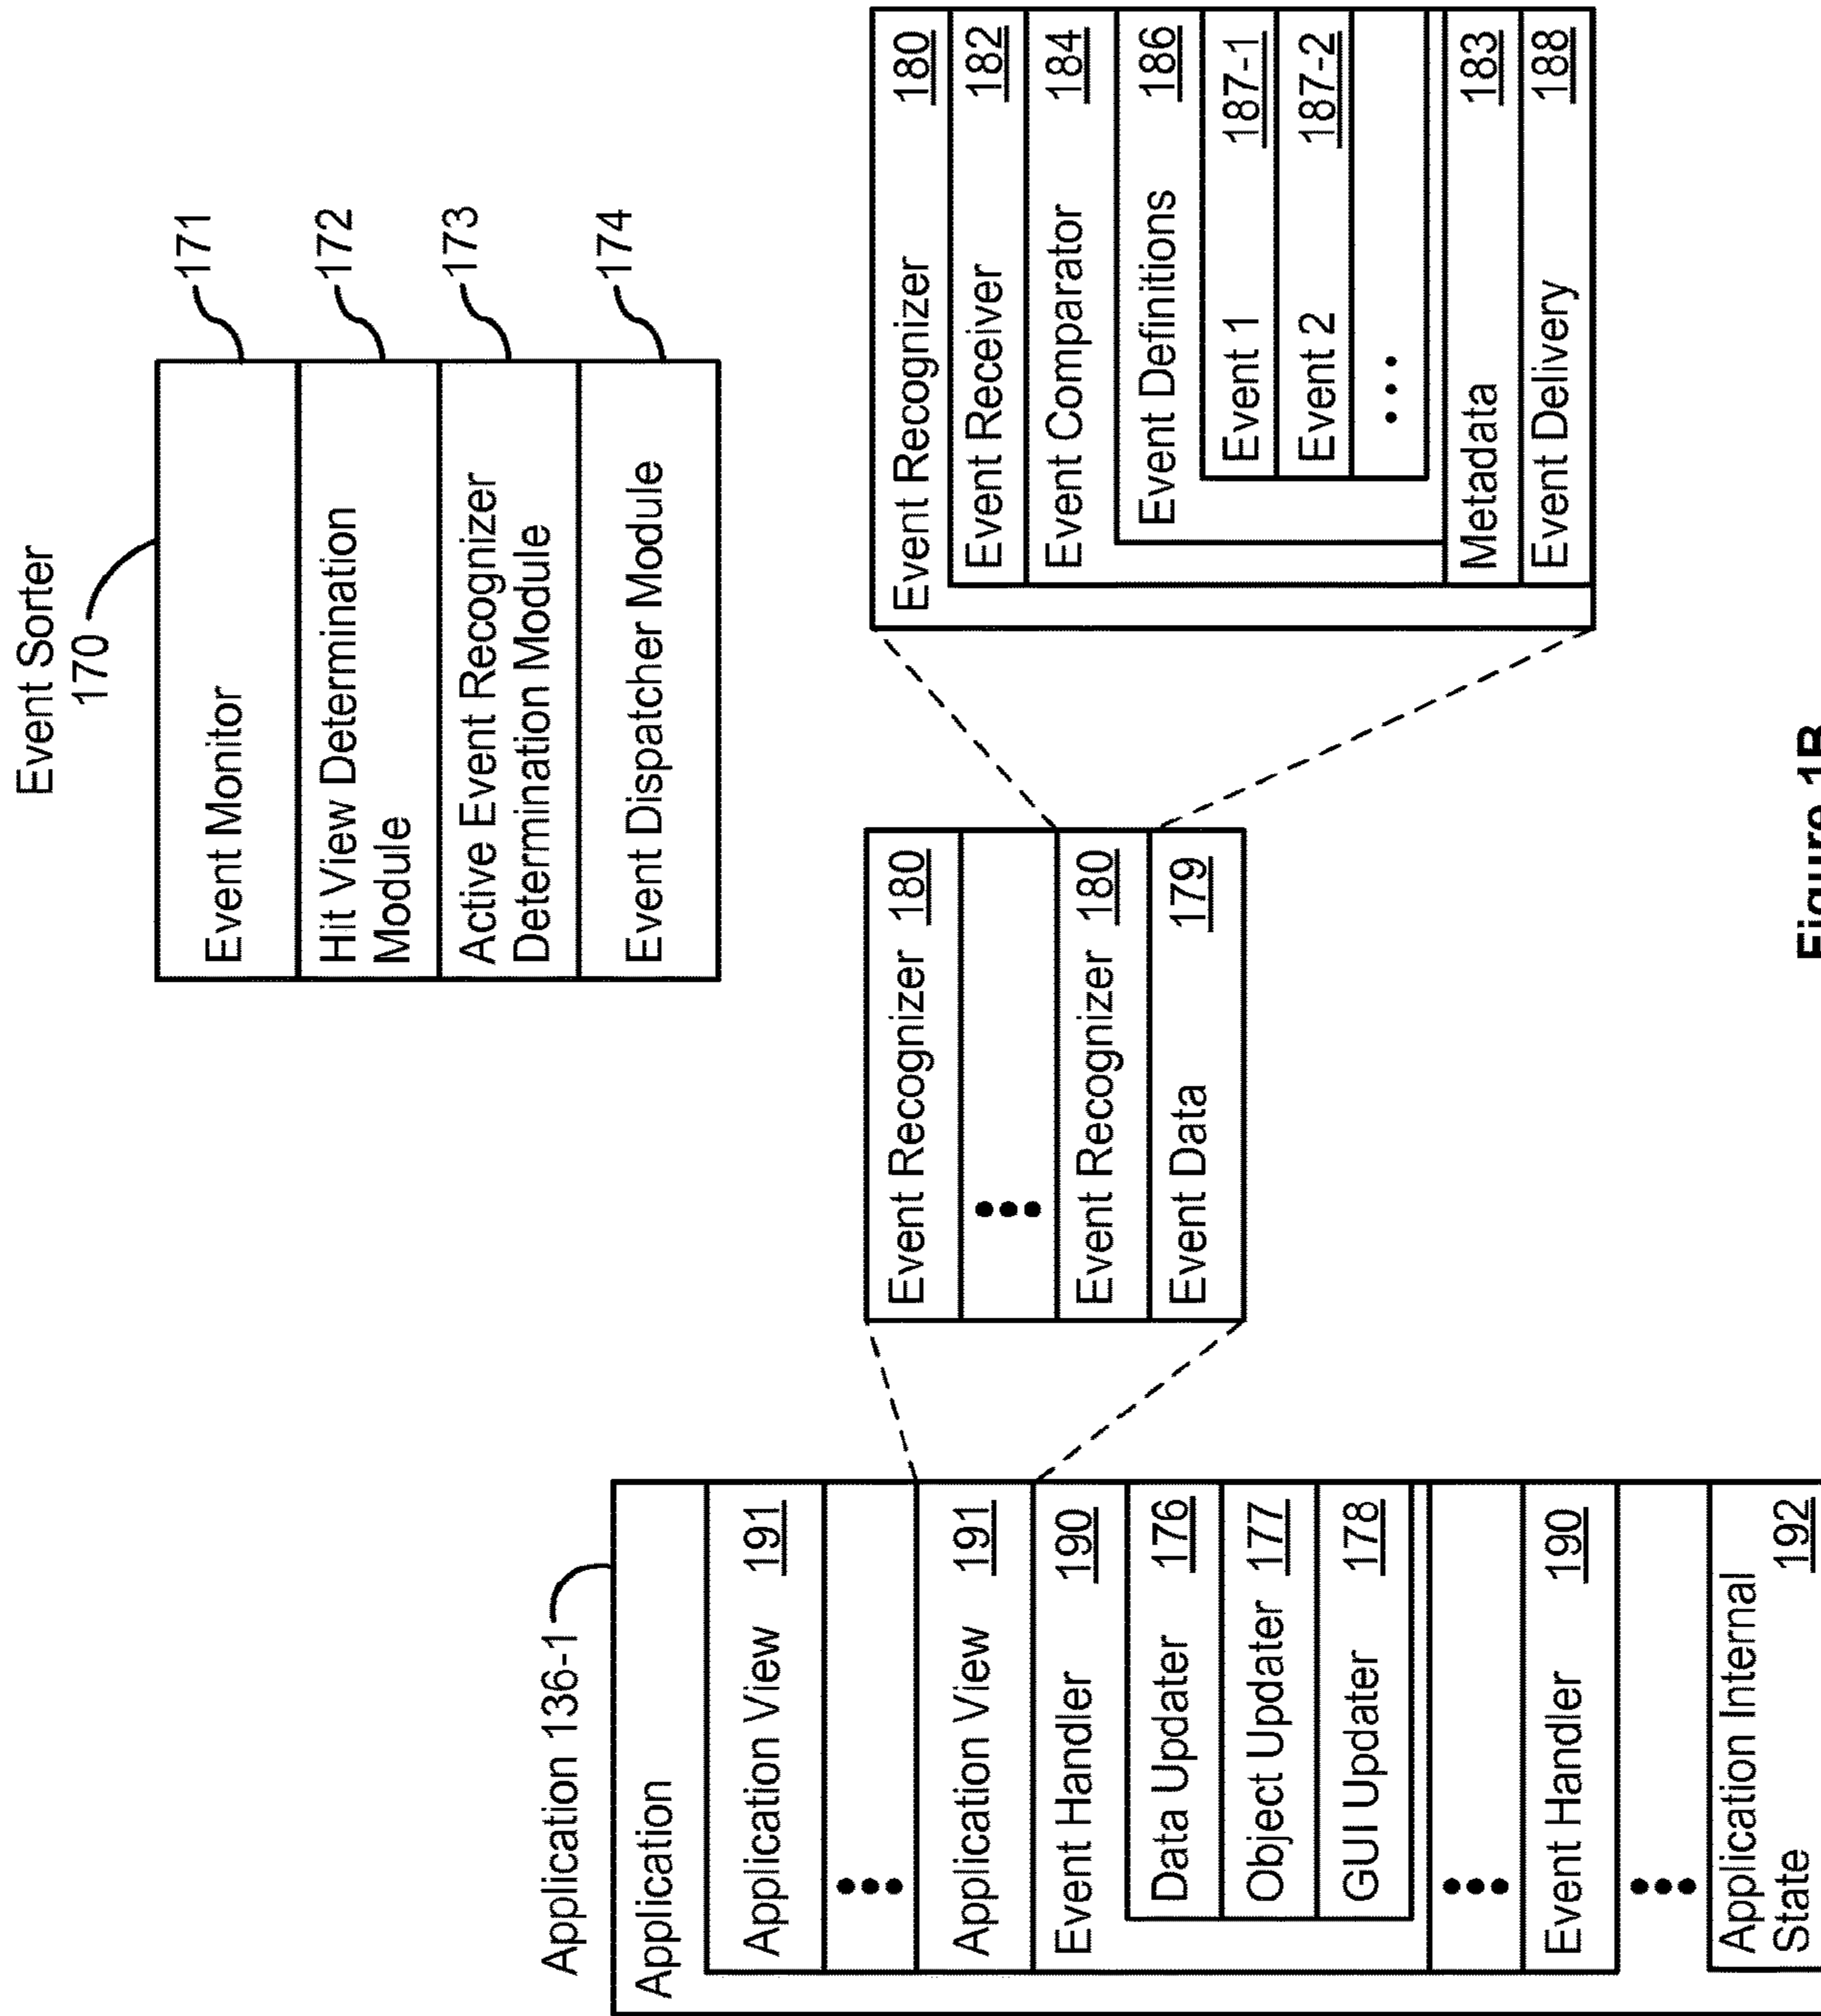 Event Sorter
170
Event Monitor
171
Hit View Determination
Module
172
Active Event Recognizer
Determination Module
173
Event Dispatcher Module
174
Application 136-1
Application
Application View 191
Application View 191
Event Handler 190
Data Updater 176
Object Updater 177
GUI Updater 178
Event Handler 190
Application Internal
State 192
Event Recognizer 180
Event Recognizer 180
Event Data 179
Event Recognizer 180
Event Receiver 182
Event Comparator 184
Event Definitions 186
Event 1 187-1
Event 2 187-2
Metadata 183
Event Delivery 188
Figure 1B